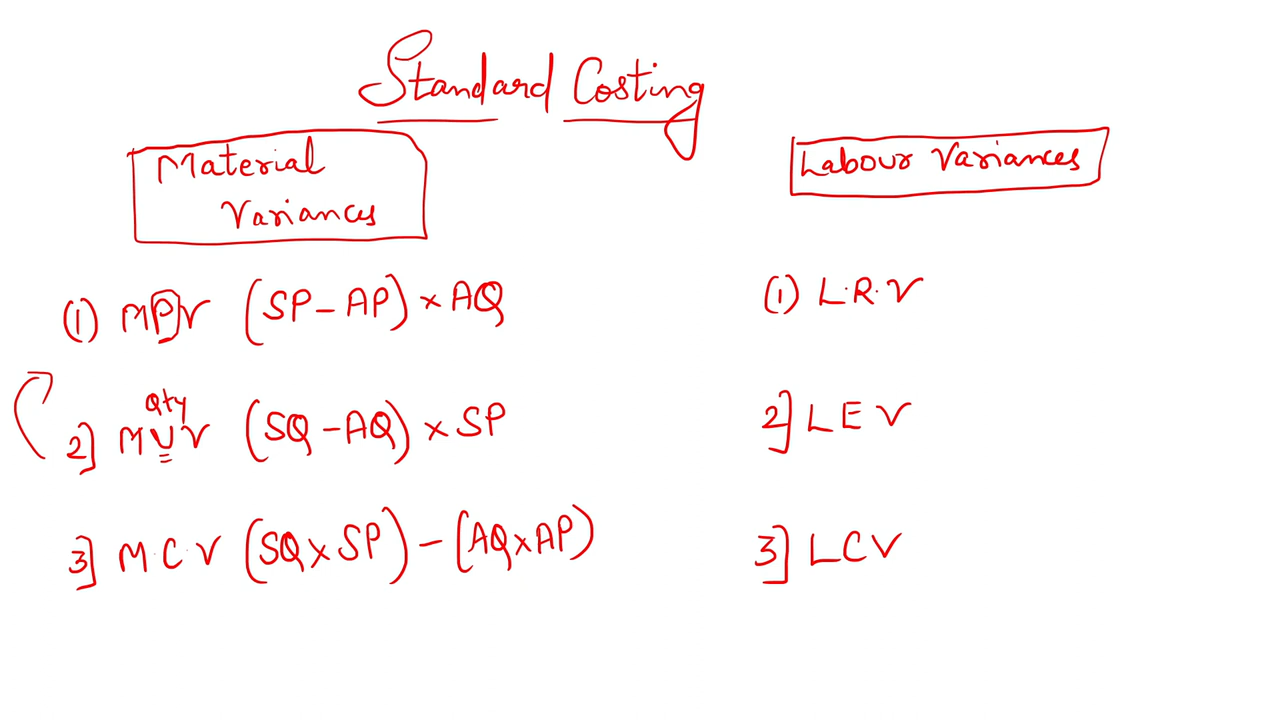 Standard Costing
Material
Variances
Labour Variances
(1) MPV (SP - AP) × AQ
(1) L.R.V
Qty
2] MUV (SQ - AQ) × SP
2] LEV
3] M.C.V (SQ × SP) - (AQ × AP)
3] LCV